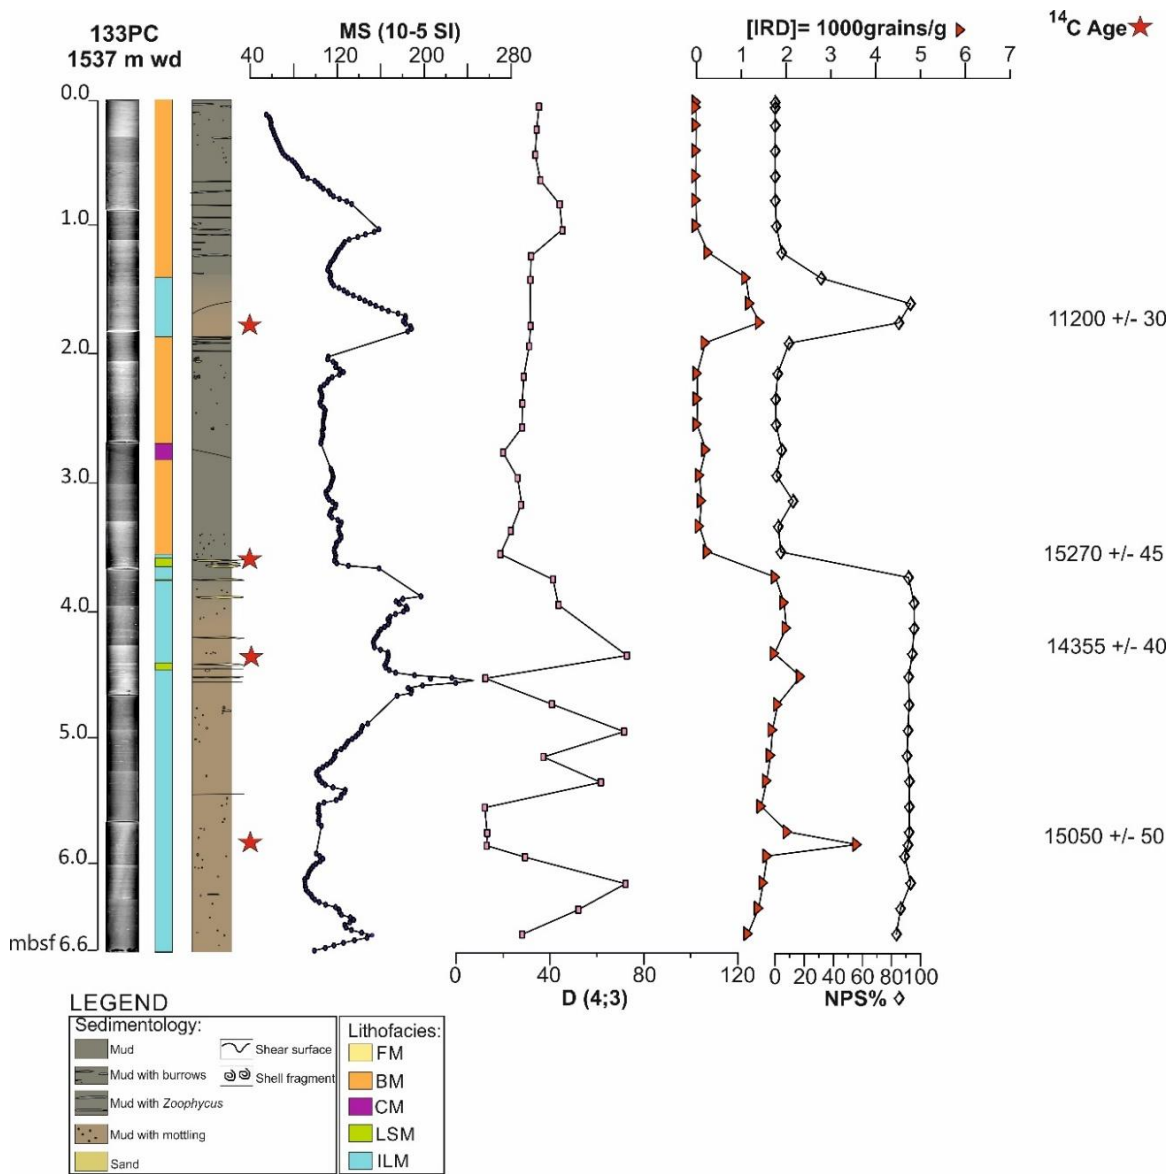 133PC
1537 m wd
MS (10-5 SI)
40 120 200 280
[IRD]= 1000grains/g
0 1 2 3 4 5 6 7
14C Age
0.0
1.0
2.0
3.0
4.0
5.0
6.0
mbsf 6.6
11200 +/- 30
15270 +/- 45
14355 +/- 40
15050 +/- 50
0 40 80 120
D (4;3)
0 20 40 60 80 100
NPS%
LEGEND
Sedimentology:
Mud
Mud with burrows
Mud with Zoophycus
Mud with mottling
Sand
Shear surface
Shell fragment
Lithofacies:
FM
BM
CM
LSM
ILM